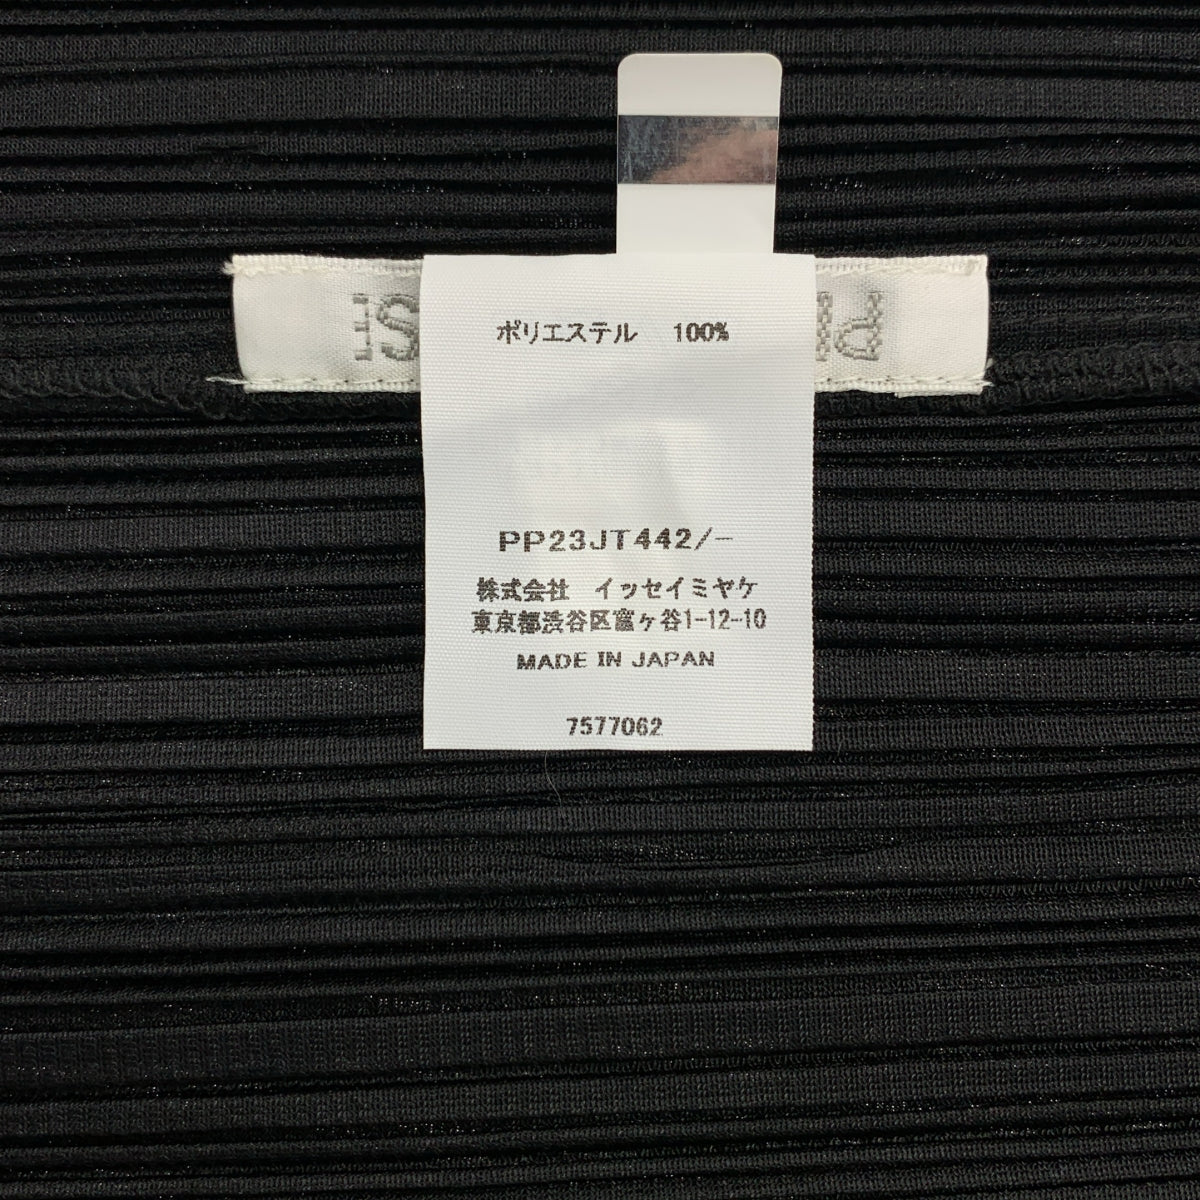 ポリエステル 100%
PP23JT442/-
株式会社 イッセイミヤケ
東京都渋谷区富ヶ谷1-12-10
MADE IN JAPAN
7577062